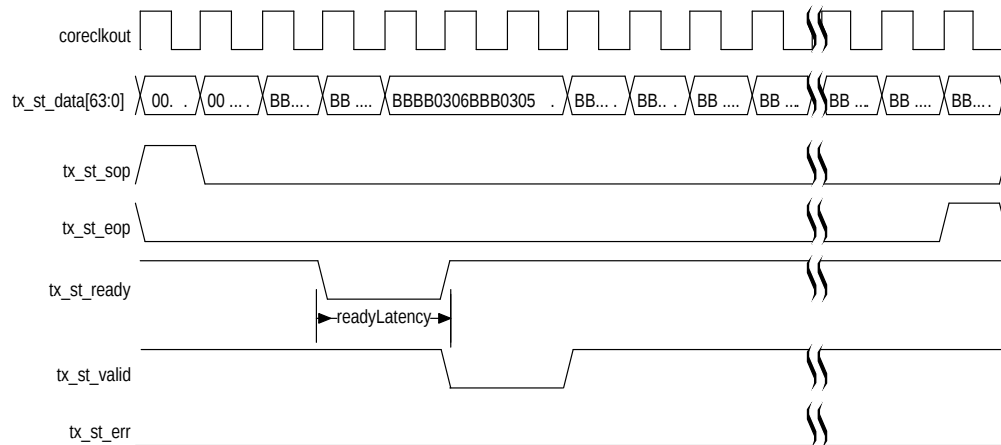 coreclkout
tx_st_data[63:0] 00. . 00 .... BB.... BB .... BBBB0306BBB0305 . BB... . BB.. . BB .... BB .... BB .... BB .... BB... .
tx_st_sop
tx_st_eop
tx_st_ready
readyLatency
tx_st_valid
tx_st_err